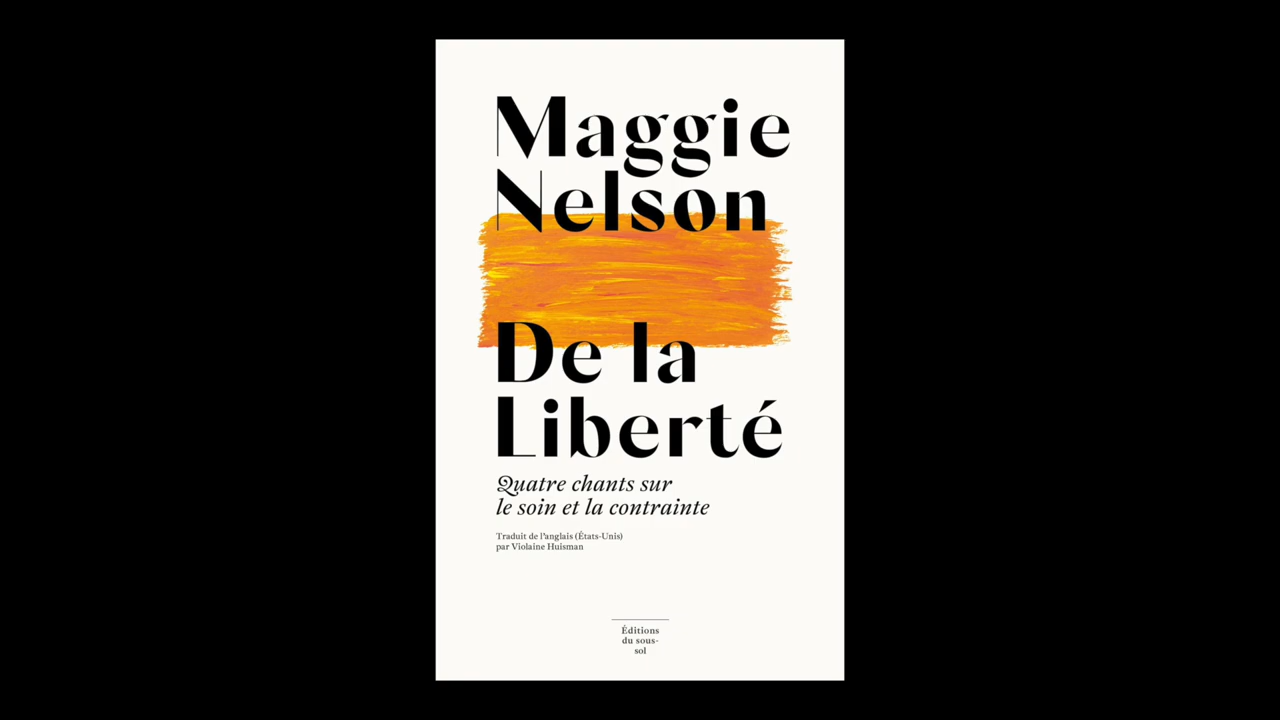 Maggie
Nelson
De la
Liberté
Quatre chants sur
le soin et la contrainte
Traduit de l'anglais (États-Unis)
par Violaine Huisman
Éditions
du sous-
sol